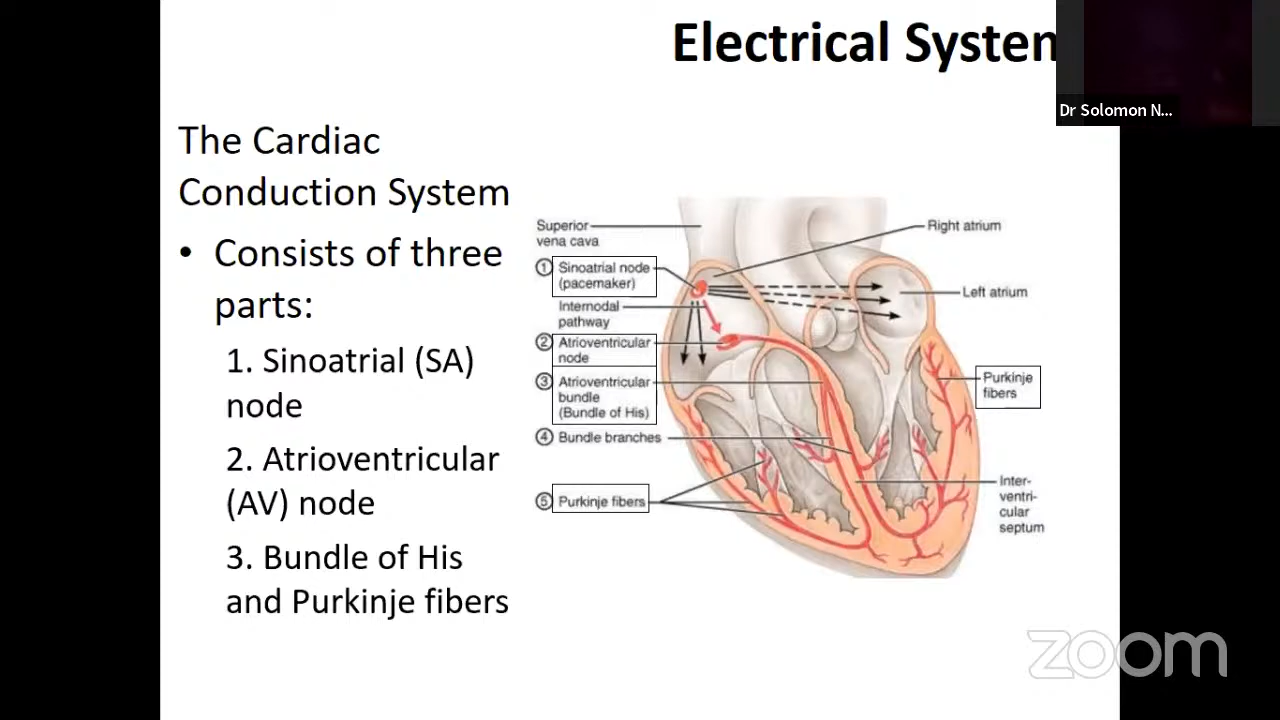 Electrical System
Dr Solomon N...
The Cardiac
Conduction System
• Consists of three
parts:
1. Sinoatrial (SA)
node
2. Atrioventricular
(AV) node
3. Bundle of His
and Purkinje fibers
Superior
vena cava
① Sinoatrial node
(pacemaker)
Internodal
pathway
② Atrioventricular
node
③ Atrioventricular
bundle
(Bundle of His)
④ Bundle branches
⑤ Purkinje fibers
Right atrium
Left atrium
Purkinje
fibers
Inter-
ventri-
cular
septum
zoom